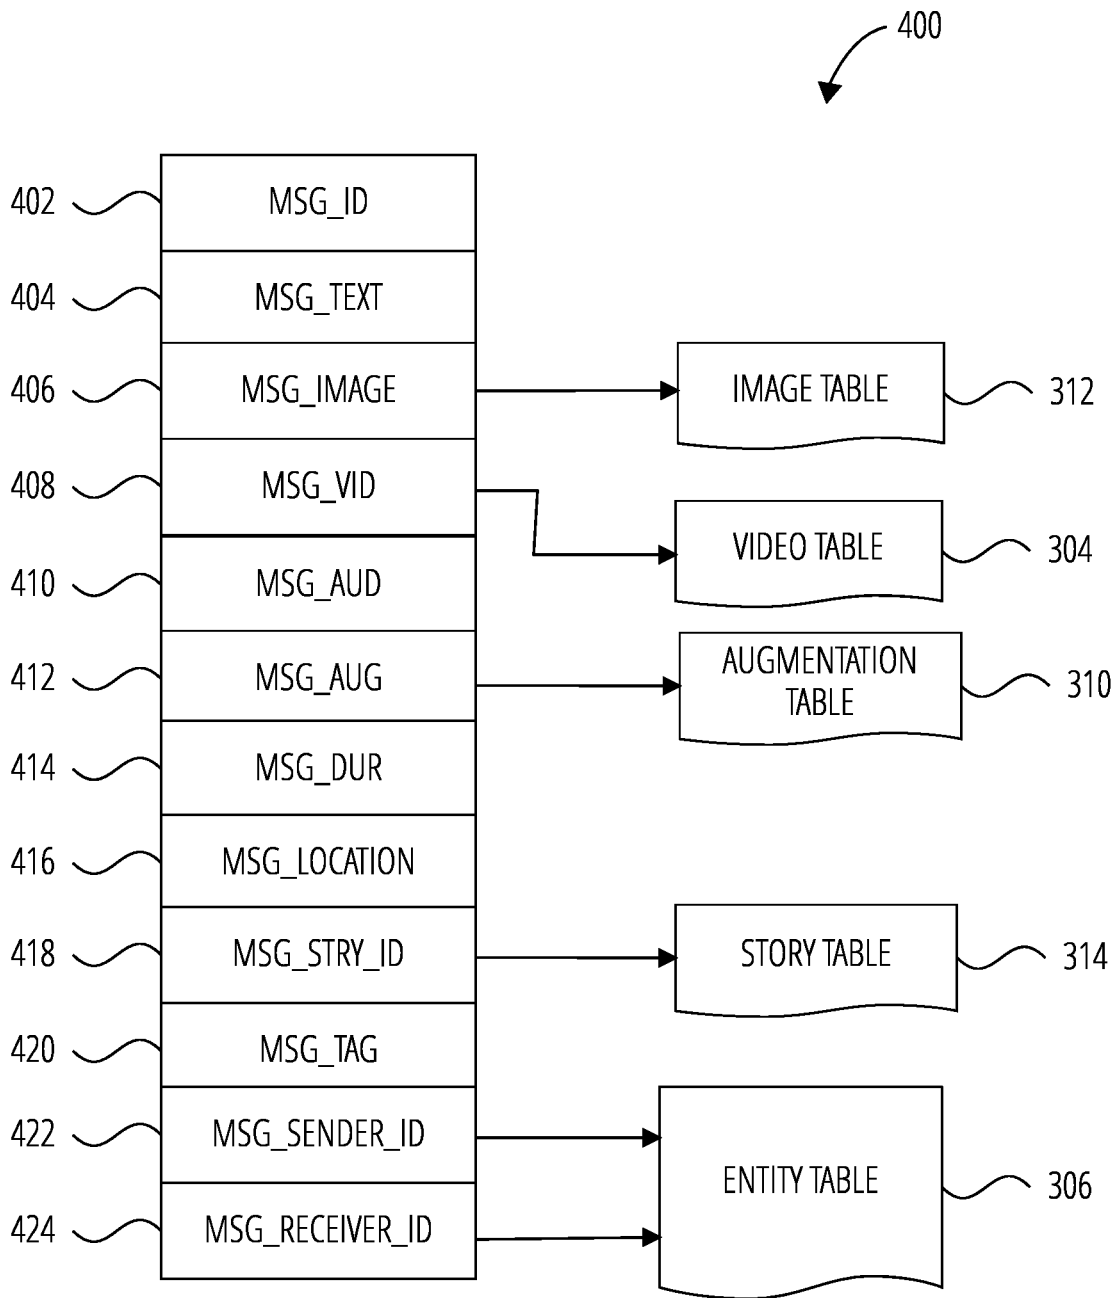 400
402 MSG_ID
404 MSG_TEXT
406 MSG_IMAGE IMAGE TABLE 312
408 MSG_VID VIDEO TABLE 304
410 MSG_AUD
412 MSG_AUG AUGMENTATION
TABLE 310
414 MSG_DUR
416 MSG_LOCATION
418 MSG_STRY_ID STORY TABLE 314
420 MSG_TAG
422 MSG_SENDER_ID
ENTITY TABLE 306
424 MSG_RECEIVER_ID